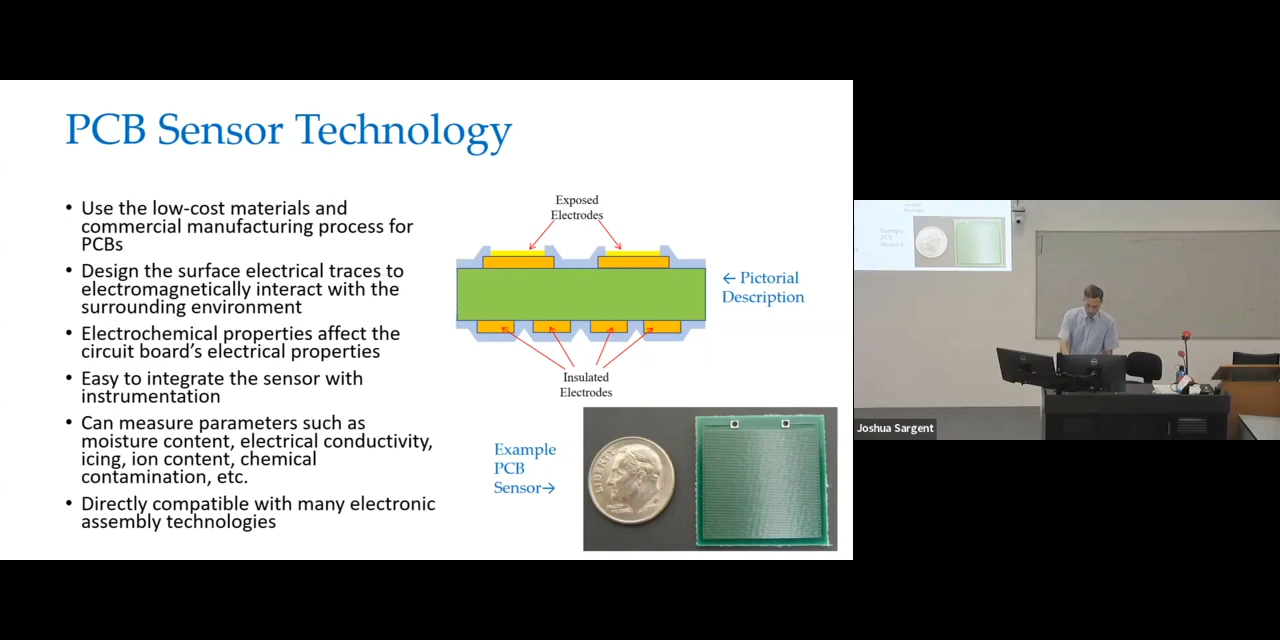 PCB Sensor Technology
• Use the low-cost materials and
commercial manufacturing process for
PCBs
• Design the surface electrical traces to
electromagnetically interact with the
surrounding environment
• Electrochemical properties affect the
circuit board's electrical properties
• Easy to integrate the sensor with
instrumentation
• Can measure parameters such as
moisture content, electrical conductivity,
icing, ion content, chemical
contamination, etc.
• Directly compatible with many electronic
assembly technologies
Exposed
Electrodes
← Pictorial
Description
Insulated
Electrodes
Example
PCB
Sensor→
LIBERTY
Example
PCB
Joshua Sargent